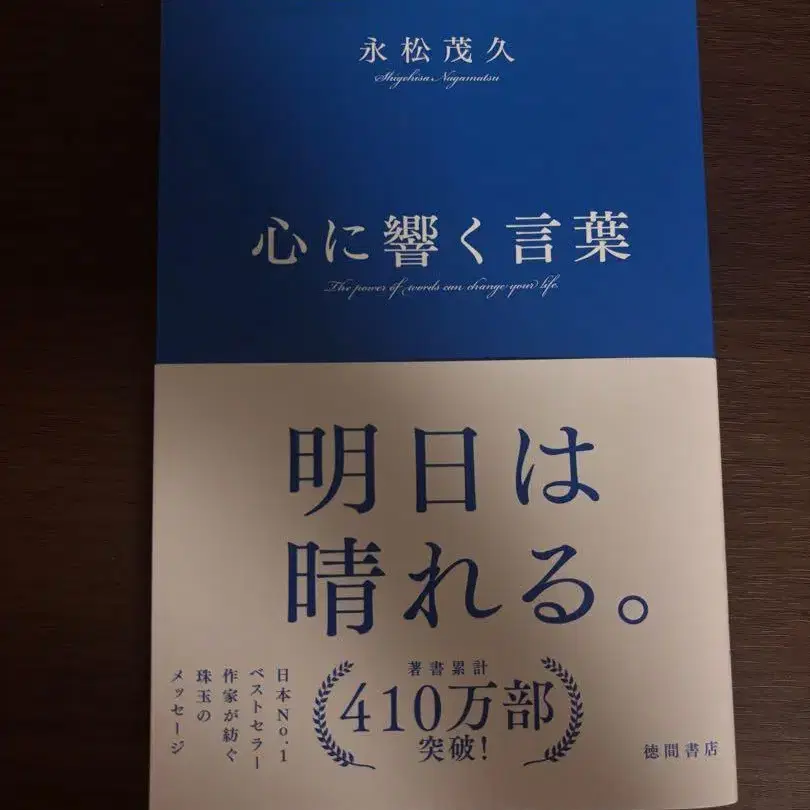 永松茂久
Shigehisa Nagamatsu
心に響く言葉
The power of words can change your life.
明日は
晴れる。
日本No.1
ベストセラー
作家が紡ぐ
珠玉の
メッセージ
著書累計
410万部
突破!
徳間書店